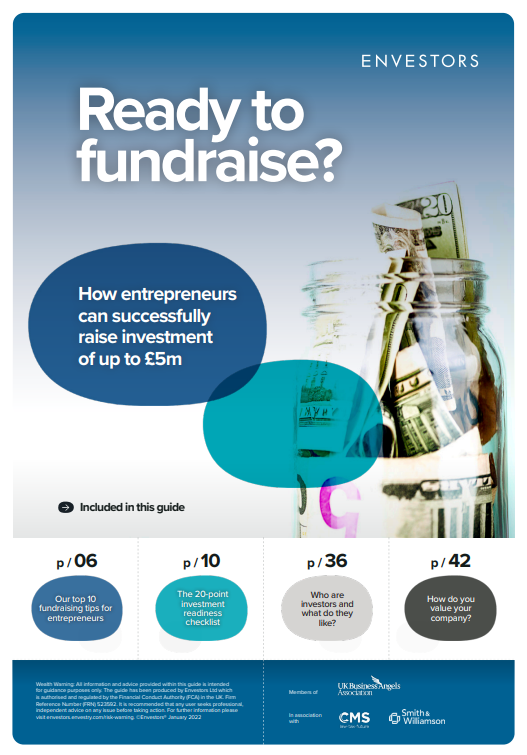 ENVESTORS
Ready to
fundraise?
20
How entrepreneurs
can successfully
raise investment
of up to £5m
5
Included in this guide
p / 06
p / 10
p / 36
p / 42
Our top 10
fundraising tips for
entrepreneurs
The 20-point
investment
readiness
checklist
Who are
investors and
what do they
like?
How do you
value your
company?
Wealth Warning: All information and advice provided within this guide is intended
for guidance purposes only. The guide has been produced by Envestors Ltd which
is authorised and regulated by the Financial Conduct Authority (FCA) in the UK. Firm
Reference Number (FRN) 523592. It is recommended that any user seeks professional,
independent advice on any issue before taking action. For further information please
visit envestors.envestry.com/risk-warning. ©Envestors® January 2022
Members of
UK Business Angels
Association
In association
with
CMS
law·tax·future
Smith &
Williamson